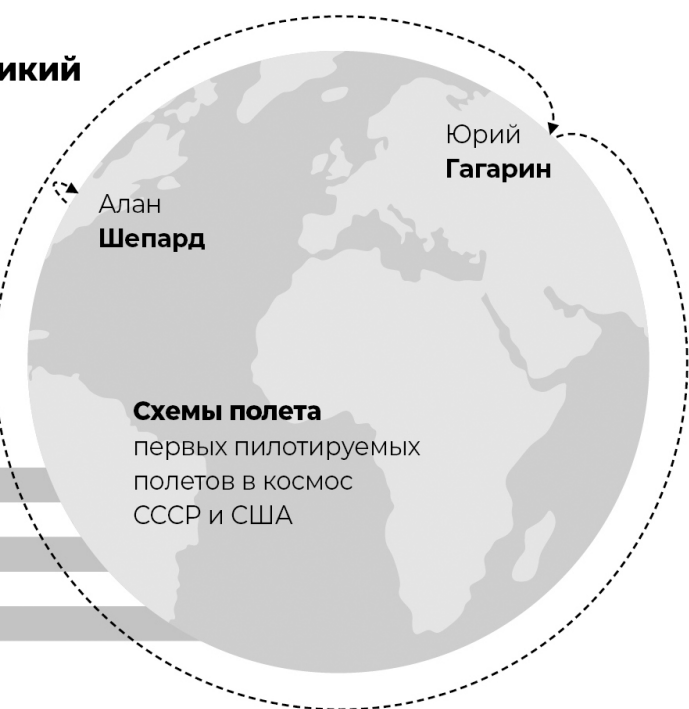 икий
Юрий
Гагарин
Алан
Шепард
Схемы полета
первых пилотируемых
полетов в космос
СССР и США